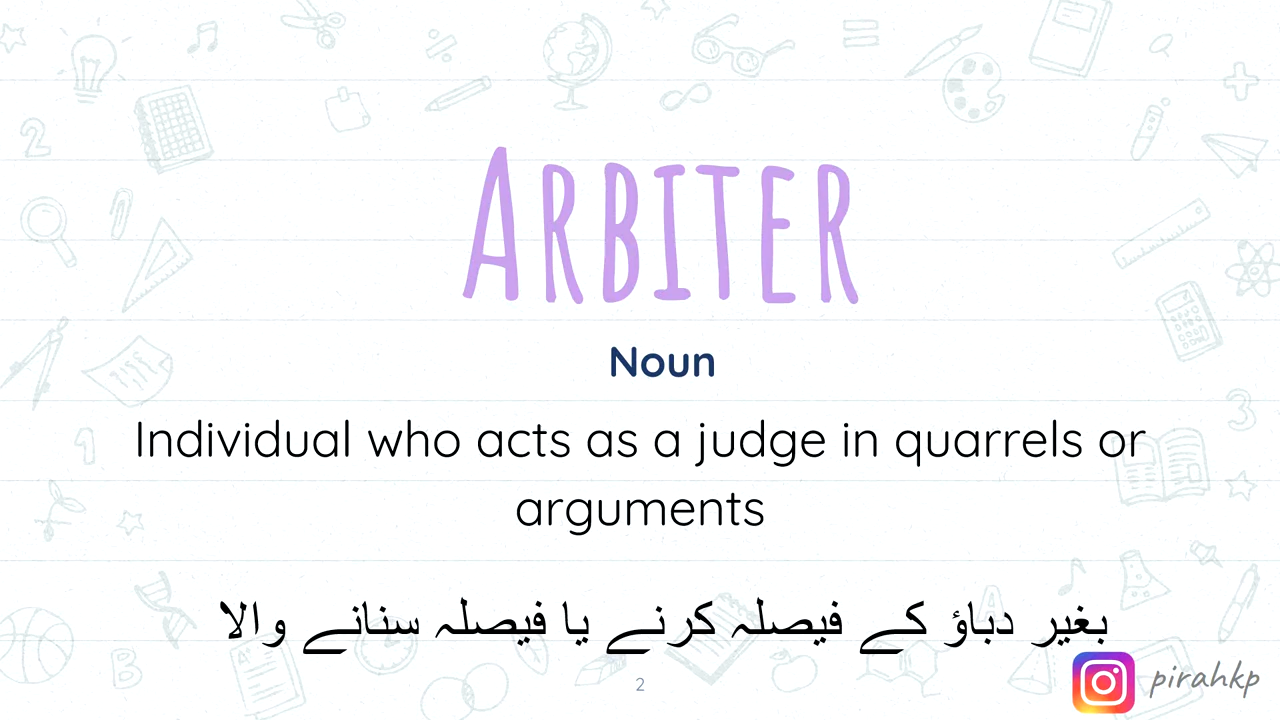 ARBITER
Noun
Individual who acts as a judge in quarrels or
arguments
بغیر دباؤ کے فیصلہ کرنے یا فیصلہ سنانے والا
2
pirahkp